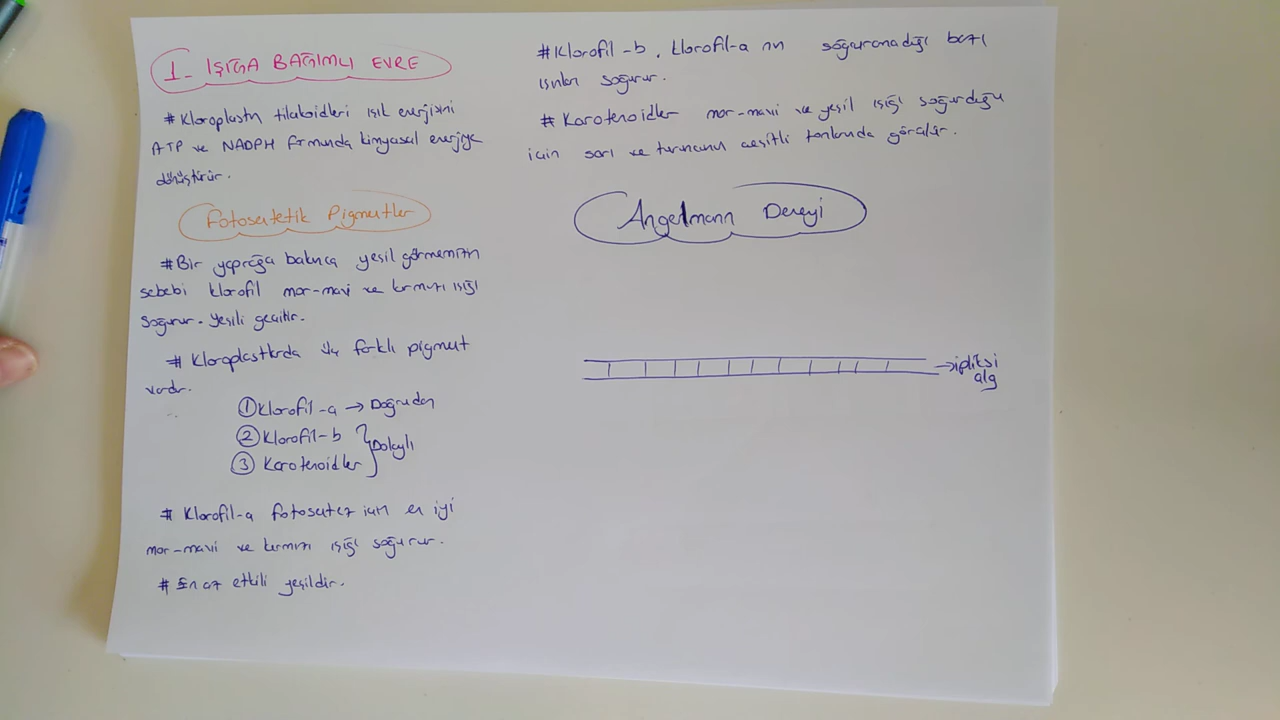 1- IŞIĞA BAĞIMLI EVRE
# Kloroplastın tilakoidleri ışık enerjisini
ATP ve NADPH formunda kimyasal enerjiye
dönüştürür.
Fotosentetik Pigmentler
# Bir yaprağa bakınca yeşil görmemizin
sebebi klorofil mor-mavi ve kırmızı ışığı
soğurur. Yeşili geçirir.
# Kloroplastlarda üç farklı pigment
vardır.
① Klorofil-a → Doğrudan
② Klorofil-b
③ Karotenoidler
Dolaylı
# Klorofil-a fotosentez için en iyi
mor-mavi ve kırmızı ışığı soğurur.
# En az etkili yeşildir.
# Klorofil-b, klorofil-a nın soğuramadığı bazı
ışınları soğurur.
# Karotenoidler mor-mavi ve yeşil ışığı soğurduğu
için sarı ve turuncunun çeşitli tonlarında görülür.
Angelmann Deneyi
→ ipliksi
alg